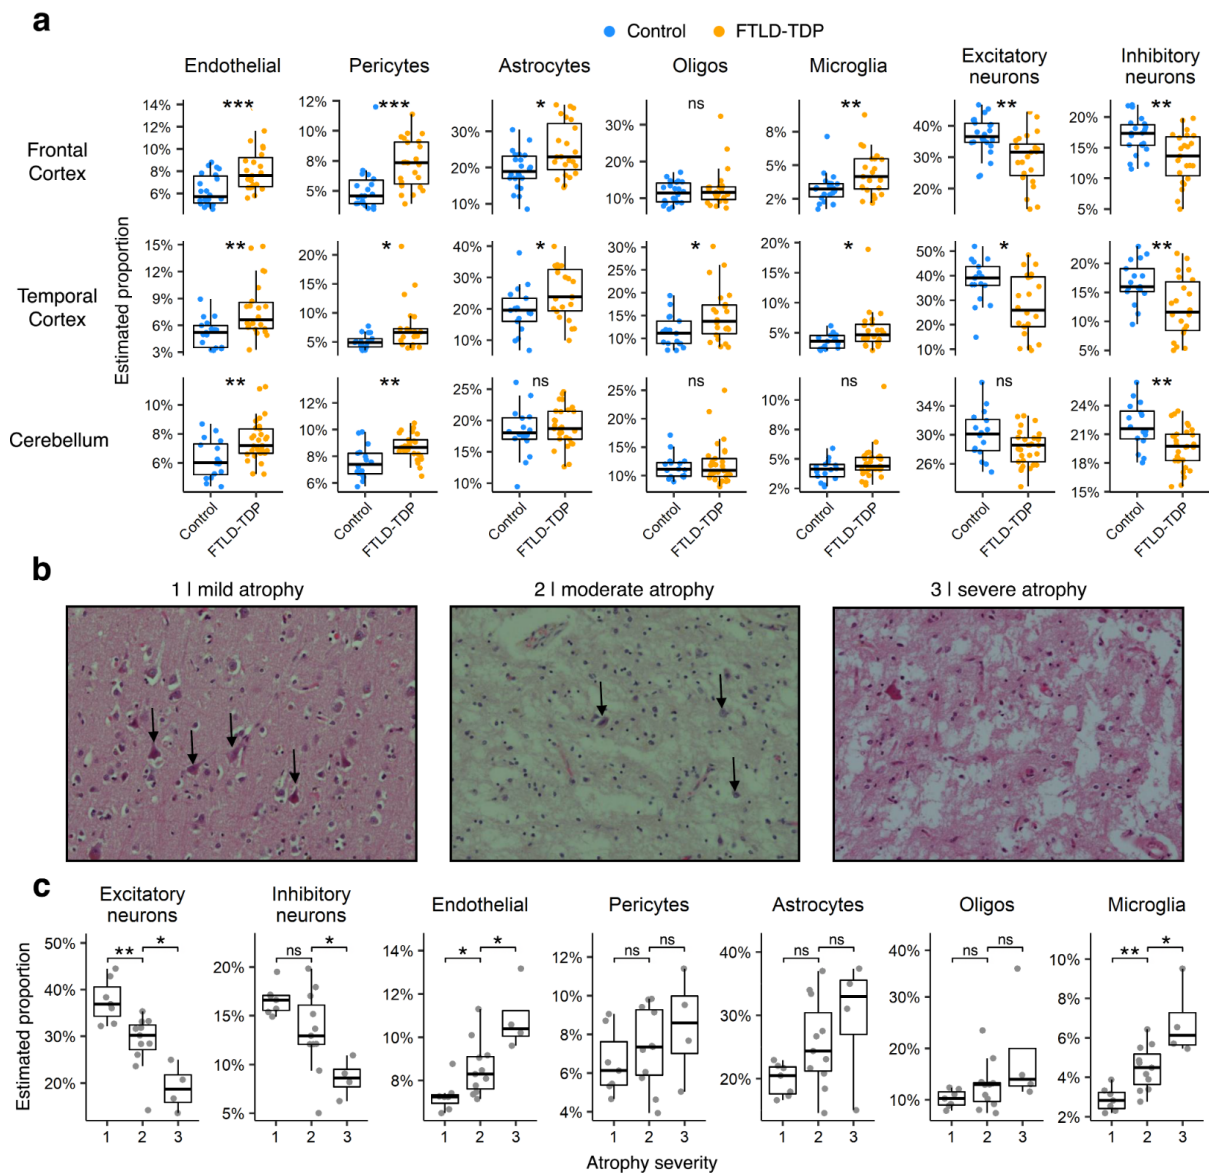 a
Control FTLD-TDP
Endothelial Pericytes Astrocytes Oligos Microglia Excitatory neurons Inhibitory neurons
Estimated proportion
Frontal Cortex
14% 12% 10% 8% 6% ***
12% 8% 5% ***
30% 20% 10% *
30% 20% 10% ns
8% 5% 2% **
40% 30% 20% **
20% 15% 10% 5% **
Temporal Cortex
15% 12% 9% 6% 3% **
20% 15% 10% 5% *
40% 30% 20% 10% *
30% 25% 20% 15% 10% *
20% 15% 10% 5% *
50% 40% 30% 20% 10% *
20% 15% 10% 5% **
Cerebellum
10% 8% 6% **
12% 10% 8% 6% **
25% 20% 15% 10% ns
25% 20% 15% 10% ns
10% 8% 5% 2% ns
34% 30% 26% ns
24% 21% 18% 15% **
Control FTLD-TDP Control FTLD-TDP Control FTLD-TDP Control FTLD-TDP Control FTLD-TDP Control FTLD-TDP Control FTLD-TDP
b
1 | mild atrophy 2 | moderate atrophy 3 | severe atrophy
c
Excitatory neurons Inhibitory neurons Endothelial Pericytes Astrocytes Oligos Microglia
Estimated proportion
50% 40% 30% 20% ** *
20% 15% 10% 5% ns *
14% 12% 10% 8% * *
12% 10% 8% 6% 4% ns ns
40% 30% 20% ns ns
40% 30% 20% 10% ns ns
10% 8% 6% 4% 2% ** *
1 2 3 1 2 3 1 2 3 1 2 3 1 2 3 1 2 3 1 2 3
Atrophy severity